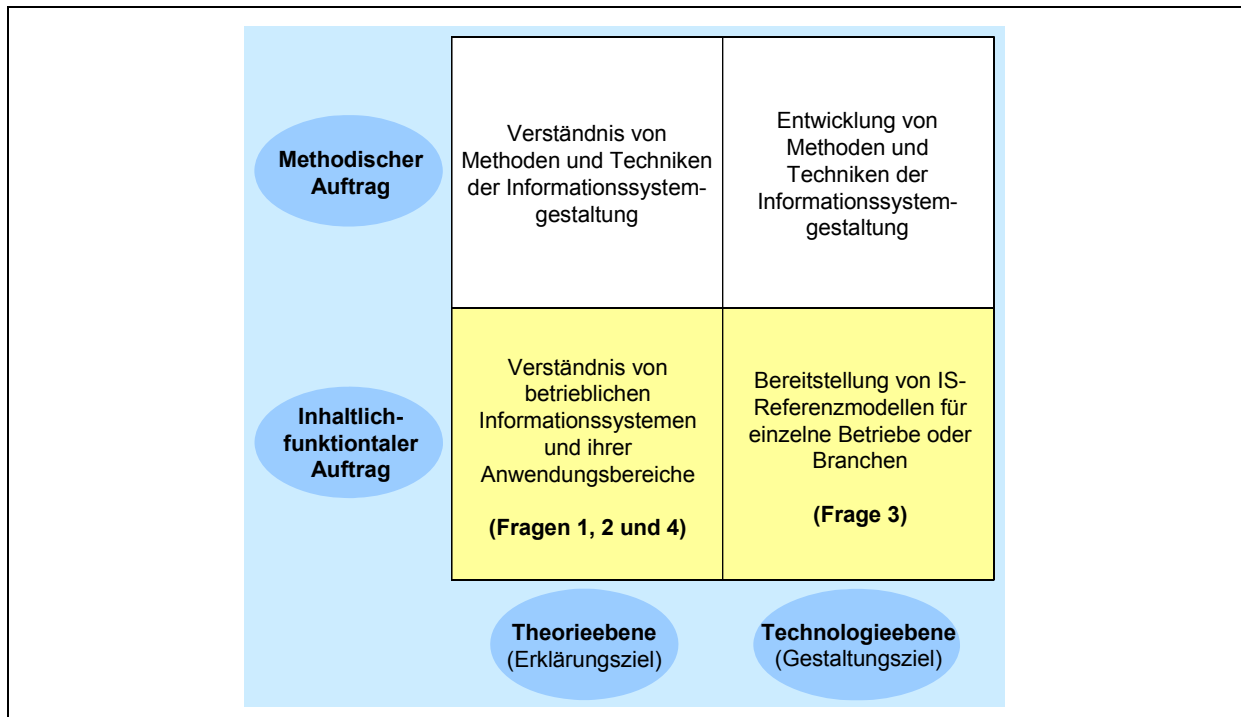 Methodischer
Auftrag
Verständnis von
Methoden und Techniken
der Informationssystem-
gestaltung
Entwicklung von
Methoden und
Techniken der
Informationssystem-
gestaltung
Inhaltlich-
funktiontaler
Auftrag
Verständnis von
betrieblichen
Informationssystemen
und ihrer
Anwendungsbereiche
(Fragen 1, 2 und 4)
Bereitstellung von IS-
Referenzmodellen für
einzelne Betriebe oder
Branchen
(Frage 3)
Theorieebene
(Erklärungsziel)
Technologieebene
(Gestaltungsziel)